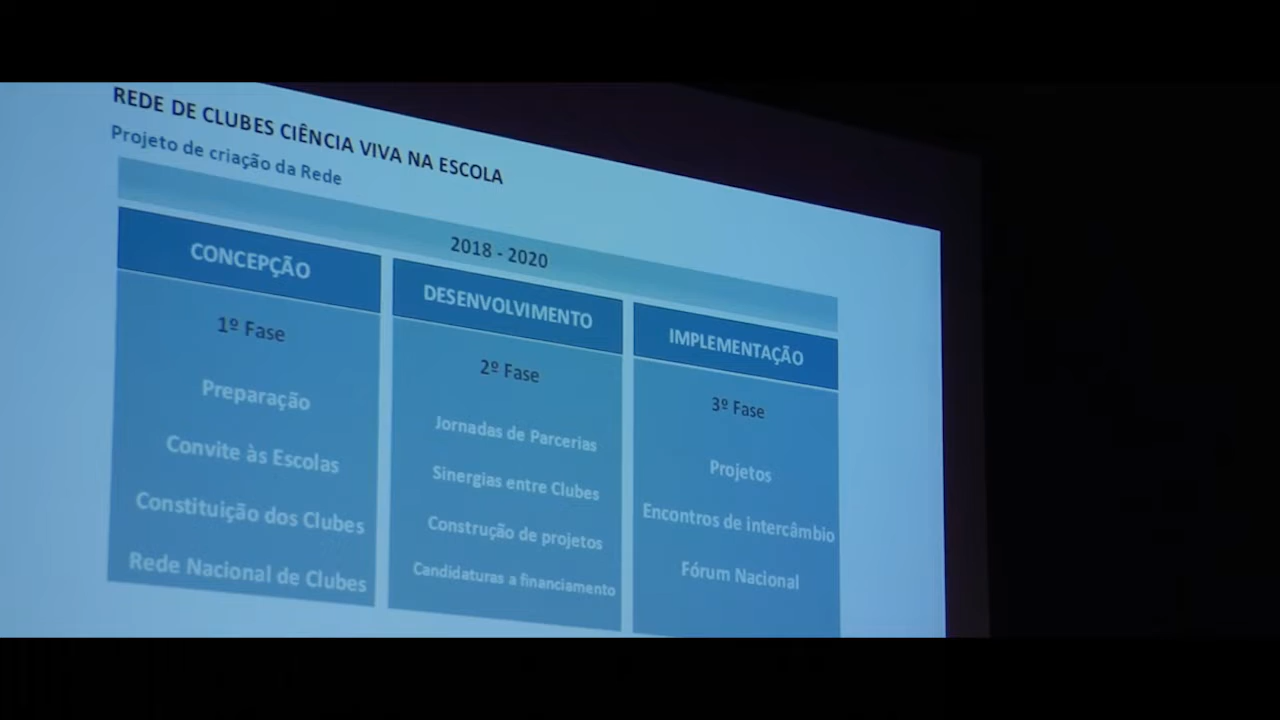 REDE DE CLUBES CIÊNCIA VIVA NA ESCOLA
Projeto de criação da Rede
2018 - 2020
CONCEPÇÃO
1º Fase
Preparação
Convite às Escolas
Constituição dos Clubes
Rede Nacional de Clubes
DESENVOLVIMENTO
2º Fase
Jornadas de Parcerias
Sinergias entre Clubes
Construção de projetos
Candidaturas a financiamento
IMPLEMENTAÇÃO
3º Fase
Projetos
Encontros de intercâmbio
Fórum Nacional